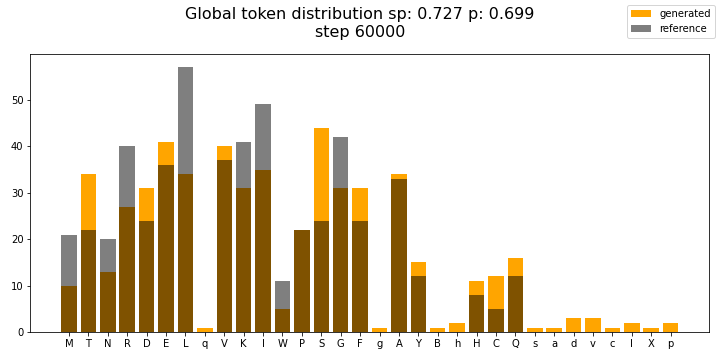 Global token distribution sp: 0.727 p: 0.699
step 60000
generated
reference
50
40
30
20
10
0
M T N R D E L q V K I W P S G F g A Y B h H C Q s a d v c l X p